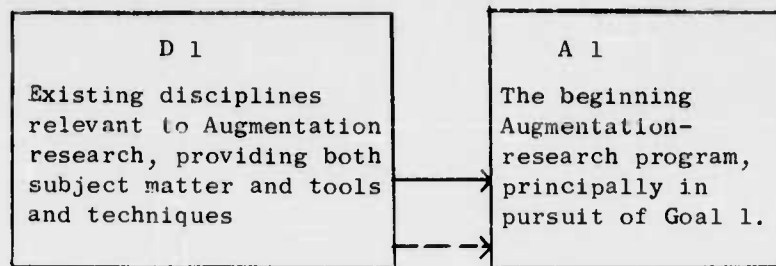 D 1
Existing disciplines
relevant to Augmentation
research, providing both
subject matter and tools
and techniques
A 1
The beginning
Augmentation-
research program,
principally in
pursuit of Goal 1.